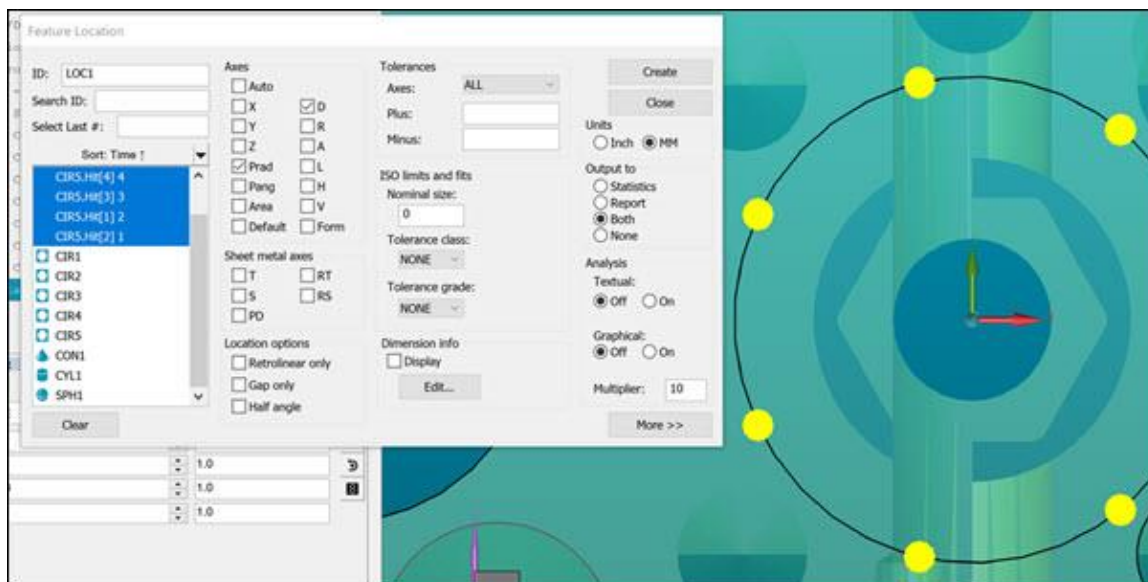 Feature Location
ID: LOC1
Search ID:
Select Last #:
Sort: Time ↑
CIR5.Hit[4] 4
CIR5.Hit[3] 3
CIR5.Hit[1] 2
CIR5.Hit[2] 1
CIR1
CIR2
CIR3
CIR4
CIR5
CON1
CYL1
SPH1
Clear
Axes
Auto
X D
Y R
Z A
Prad L
Pang H
Area V
Default Form
Sheet metal axes
T RT
S RS
PD
Location options
Retrolinear only
Gap only
Half angle
Tolerances
Axes: ALL
Plus:
Minus:
ISO limits and fits
Nominal size:
0
Tolerance class:
NONE
Tolerance grade:
NONE
Dimension info
Display
Edit...
Create
Close
Units
Inch MM
Output to
Statistics
Report
Both
None
Analysis
Textual:
Off On
Graphical:
Off On
Multiplier: 10
More >>
1.0
1.0
1.0